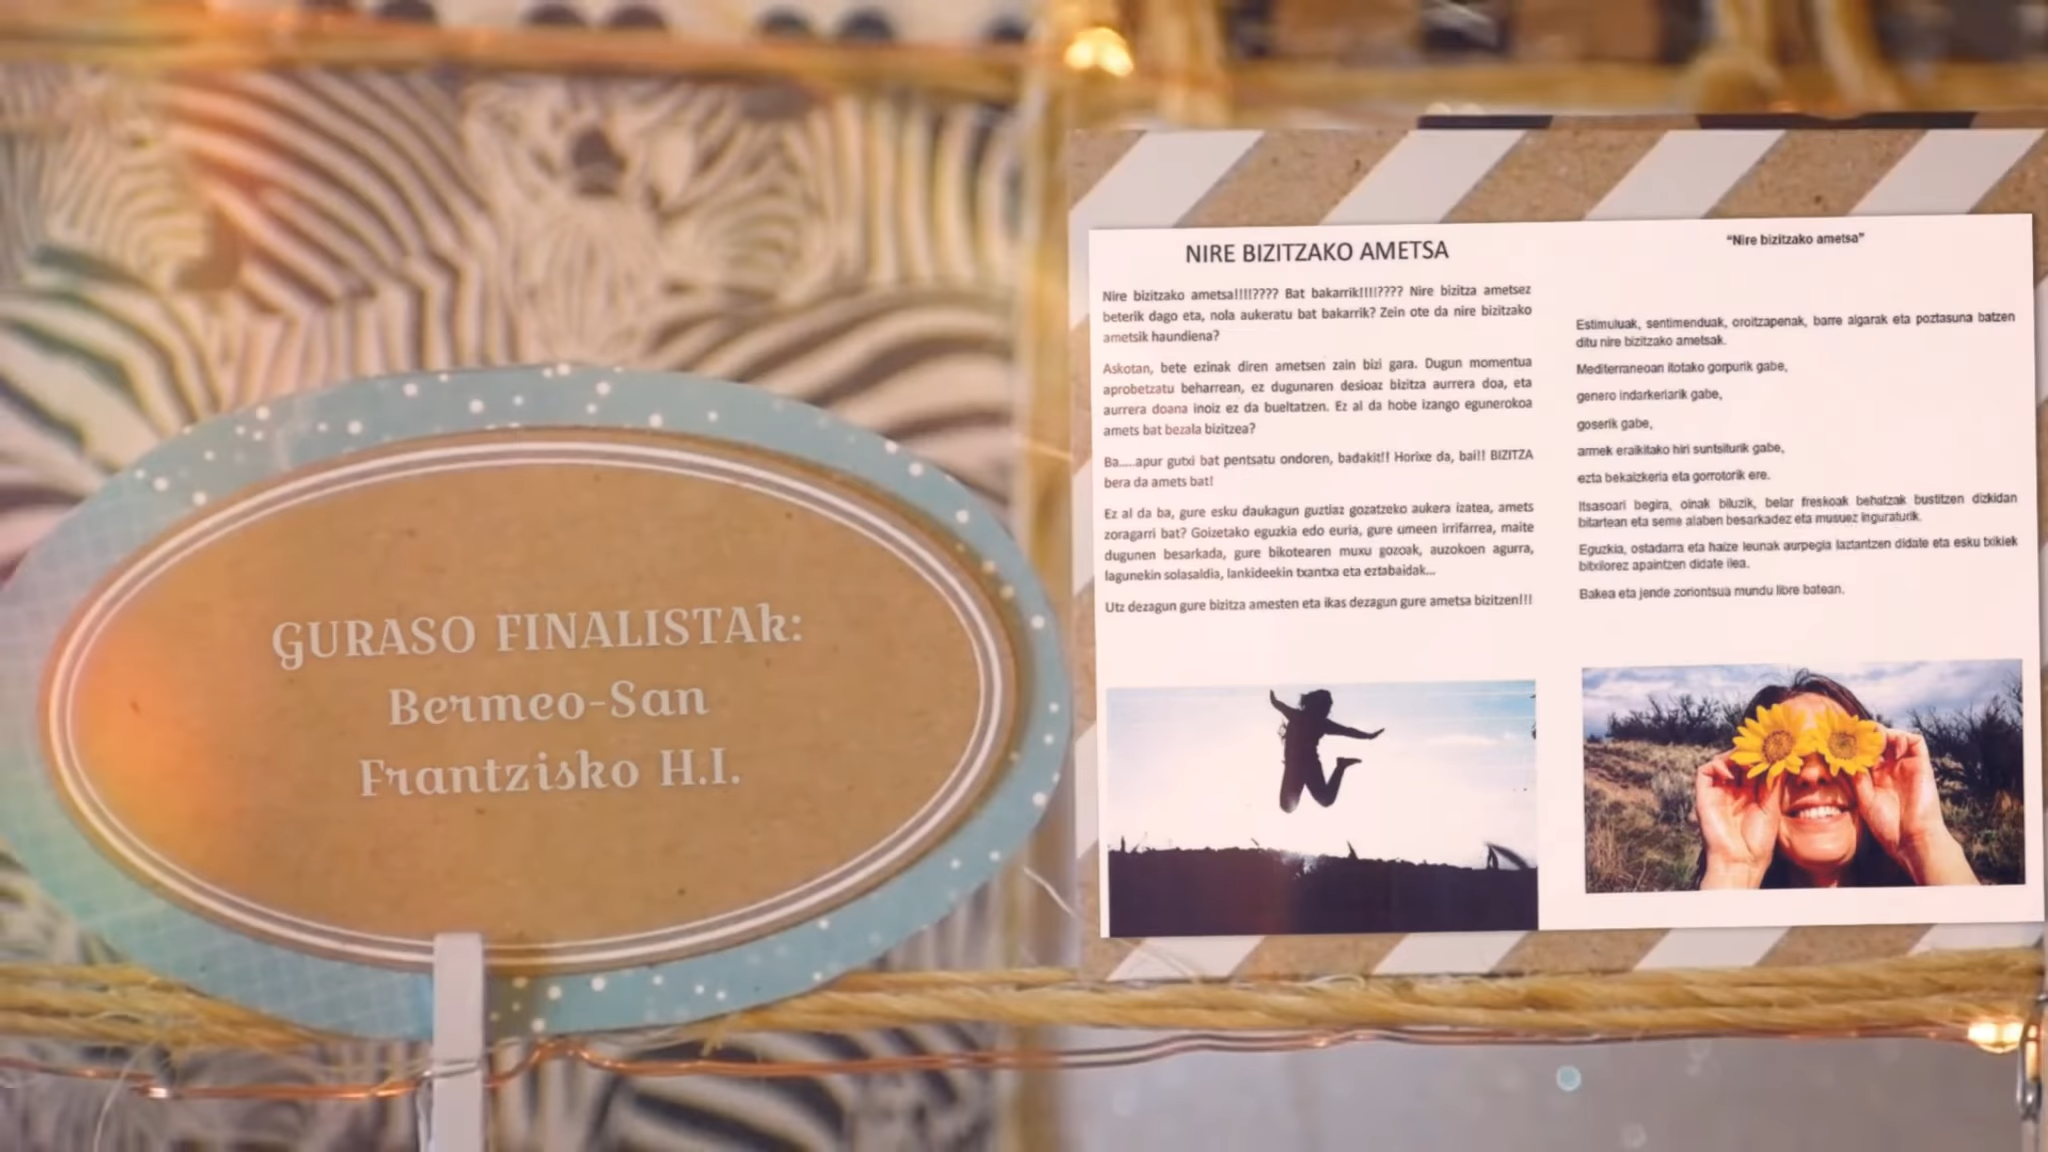 GURASO FINALISTAk:
Bermeo-San
Frantzisko H.I.
NIRE BIZITZAKO AMETSA
Nire bizitzako ametsa!!!!???? Bat bakarrik!!!!???? Nire bizitza ametsez
beterik dago eta, nola aukeratu bat bakarrik? Zein ote da nire bizitzako
ametsik haundiena?
Askotan, bete ezinak diren ametsen zain bizi gara. Dugun momentua
aprobetzatu beharrean, ez dugunaren desioaz bizitza aurrera doa, eta
aurrera doana inoiz ez da bueltatzen. Ez al da hobe izango egunerokoa
amets bat bezala bizitzea?
Ba.....apur gutxi bat pentsatu ondoren, badakit!! Horixe da, bai!! BIZITZA
bera da amets bat!
Ez al da ba, gure esku daukagun guztiaz gozatzeko aukera izatea, amets
zoragarri bat? Goizetako eguzkia edo euria, gure umeen irrifarrea, maite
dugunen besarkada, gure bikotearen muxu gozoak, auzokoen agurra,
lagunekin solasaldia, lankideekin txantxa eta eztabaidak...
Utz dezagun gure bizitza amesten eta ikas dezagun gure ametsa bizitzen!!!
“Nire bizitzako ametsa”
Estimuluak, sentimenduak, oroitzapenak, barre algarak eta poztasuna batzen
ditu nire bizitzako ametsak.
Mediterraneoan itotako gorpurik gabe,
genero indarkeriarik gabe,
goserik gabe,
armek eraikitako hiri suntsiturik gabe,
ezta bekaizkeria eta gorrotorik ere.
Itsasoari begira, oinak biluzik, belar freskoak behatzak bustitzen dizkidan
bitartean eta seme alaben besarkadez eta musuez inguraturik.
Eguzkia, ostadarra eta haize leunak aurpegia laztantzen didate eta esku txikiek
bitxilorez apaintzen didate ilea.
Bakea eta jende zoriontsua mundu libre batean.